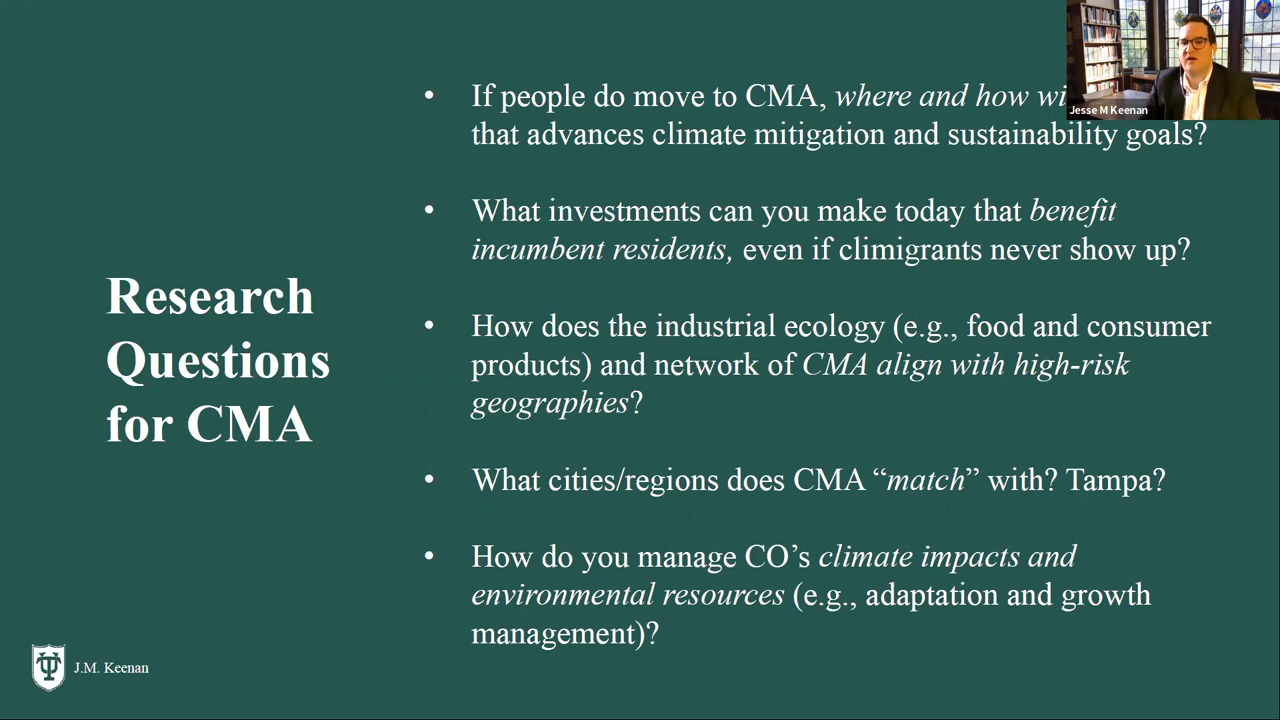 Research
Questions
for CMA
• If people do move to CMA, where and how
that advances climate mitigation and sustainability goals?
• What investments can you make today that benefit
incumbent residents, even if climigrants never show up?
• How does the industrial ecology (e.g., food and consumer
products) and network of CMA align with high-risk
geographies?
• What cities/regions does CMA “match” with? Tampa?
• How do you manage CO’s climate impacts and
environmental resources (e.g., adaptation and growth
management)?
J.M. Keenan
Jesse M Keenan